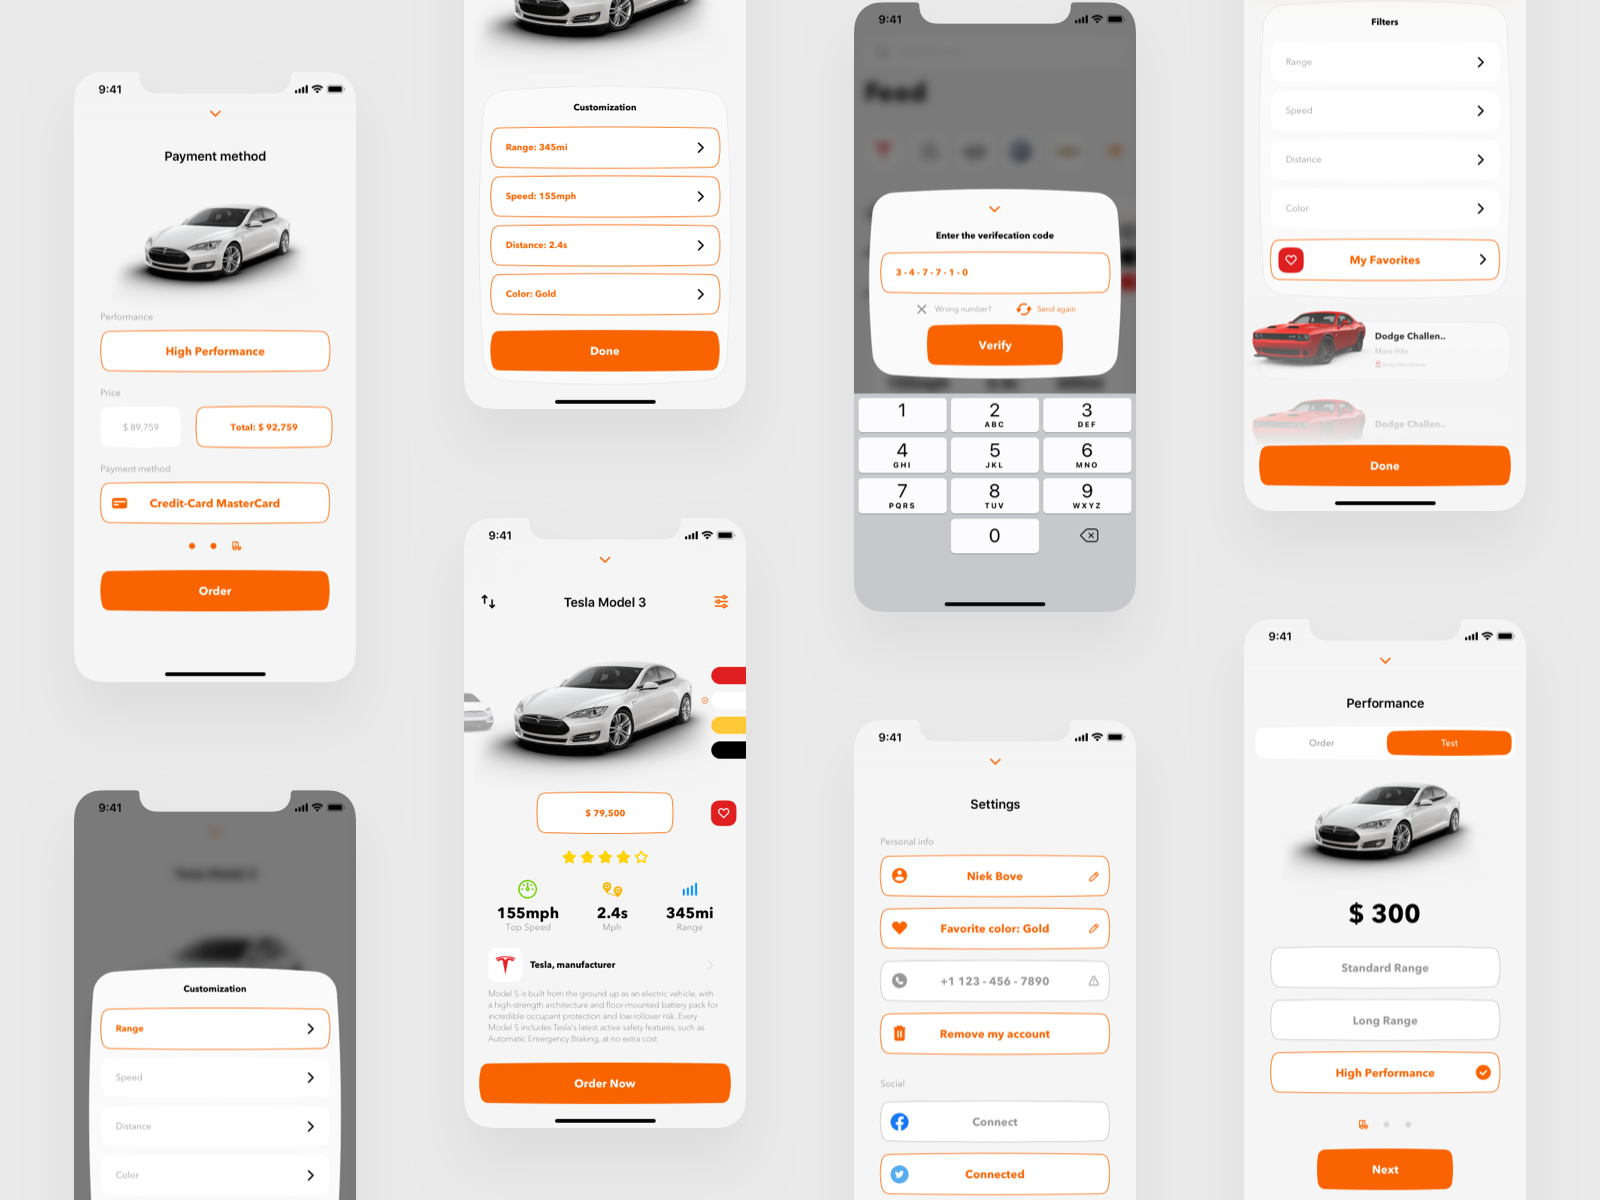 9:41
Payment method
Performance
High Performance
Price
$ 89,759
Total: $ 92,759
Payment method
Credit-Card MasterCard
Order
9:41
Customization
Range
Speed
Distance
Color
Customization
Range: 345mi
Speed: 155mph
Distance: 2.4s
Color: Gold
Done
9:41
Tesla Model 3
$ 79,500
155mph
Top Speed
2.4s
Mph
345mi
Range
Tesla, manufacturer
Model S is built from the ground up as an electric vehicle, with
a high-strength architecture and floor-mounted battery pack for
incredible occupant protection and low rollover risk. Every
Model S includes Tesla's latest active safety features, such as
Automatic Emergency Braking, at no extra cost.
Order Now
9:41
Feed
Enter the verifecation code
3 - 4 - 7 - 7 - 1 - 0
Wrong number?
Send again
Verify
1
2
ABC
3
DEF
4
GHI
5
JKL
6
MNO
7
PQRS
8
TUV
9
WXYZ
0
9:41
Settings
Personal info
Niek Bove
Favorite color: Gold
+1 123 - 456 - 7890
Remove my account
Social
Connect
Connected
Filters
Range
Speed
Distance
Color
My Favorites
Dodge Challen..
More Info
Dodge Challen..
Done
9:41
Performance
Order
Test
$ 300
Standard Range
Long Range
High Performance
Next